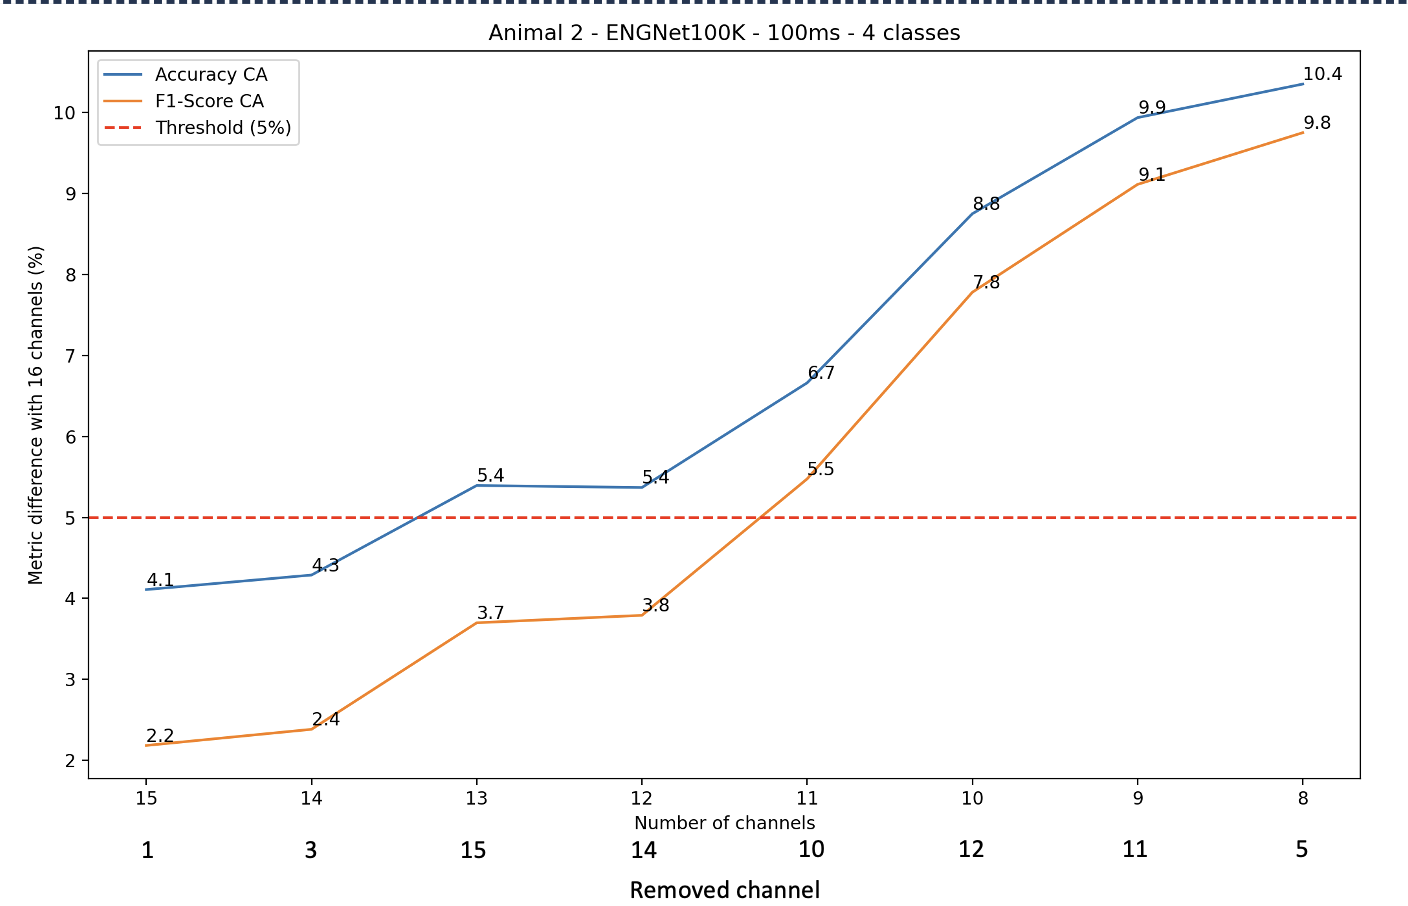 Animal 2 - ENGNet100K - 100ms - 4 classes
Accuracy CA
F1-Score CA
Threshold (5%)
Metric difference with 16 channels (%)
10
9
8
7
6
5
4
3
2
4.1
4.3
5.4
5.4
6.7
8.8
9.9
10.4
2.2
2.4
3.7
3.8
5.5
7.8
9.1
9.8
15 14 13 12 11 10 9 8
Number of channels
1 3 15 14 10 12 11 5
Removed channel